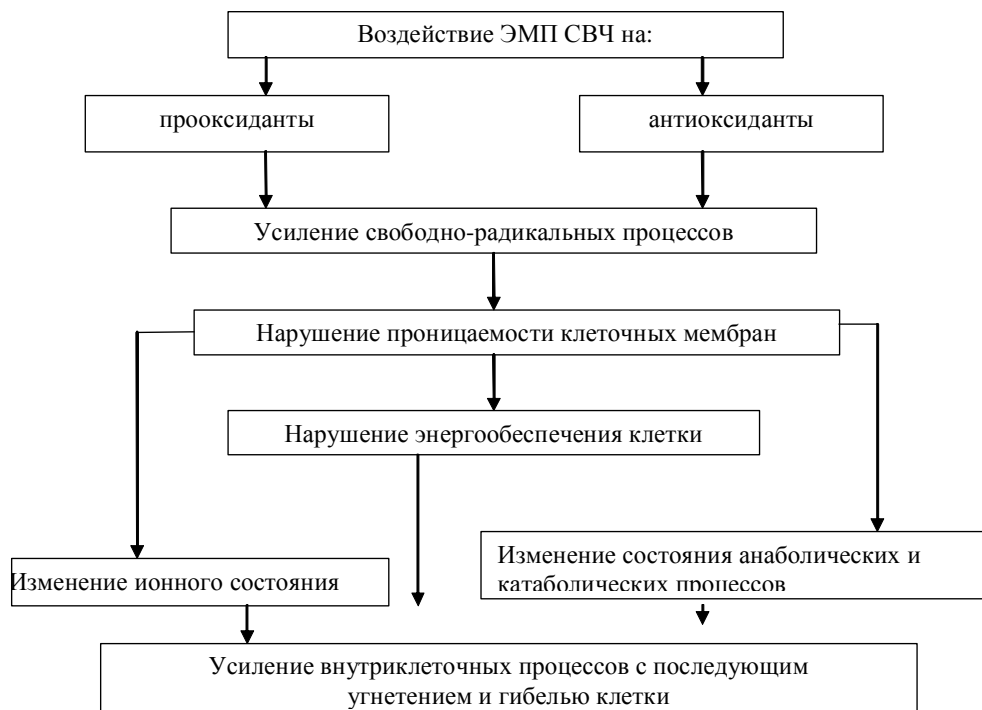 Воздействие ЭМП СВЧ на:
прооксиданты
антиоксиданты
Усиление свободно-радикальных процессов
Нарушение проницаемости клеточных мембран
Нарушение энергообеспечения клетки
Изменение ионного состояния
Изменение состояния анаболических и
катаболических процессов
Усиление внутриклеточных процессов с последующим
угнетением и гибелью клетки